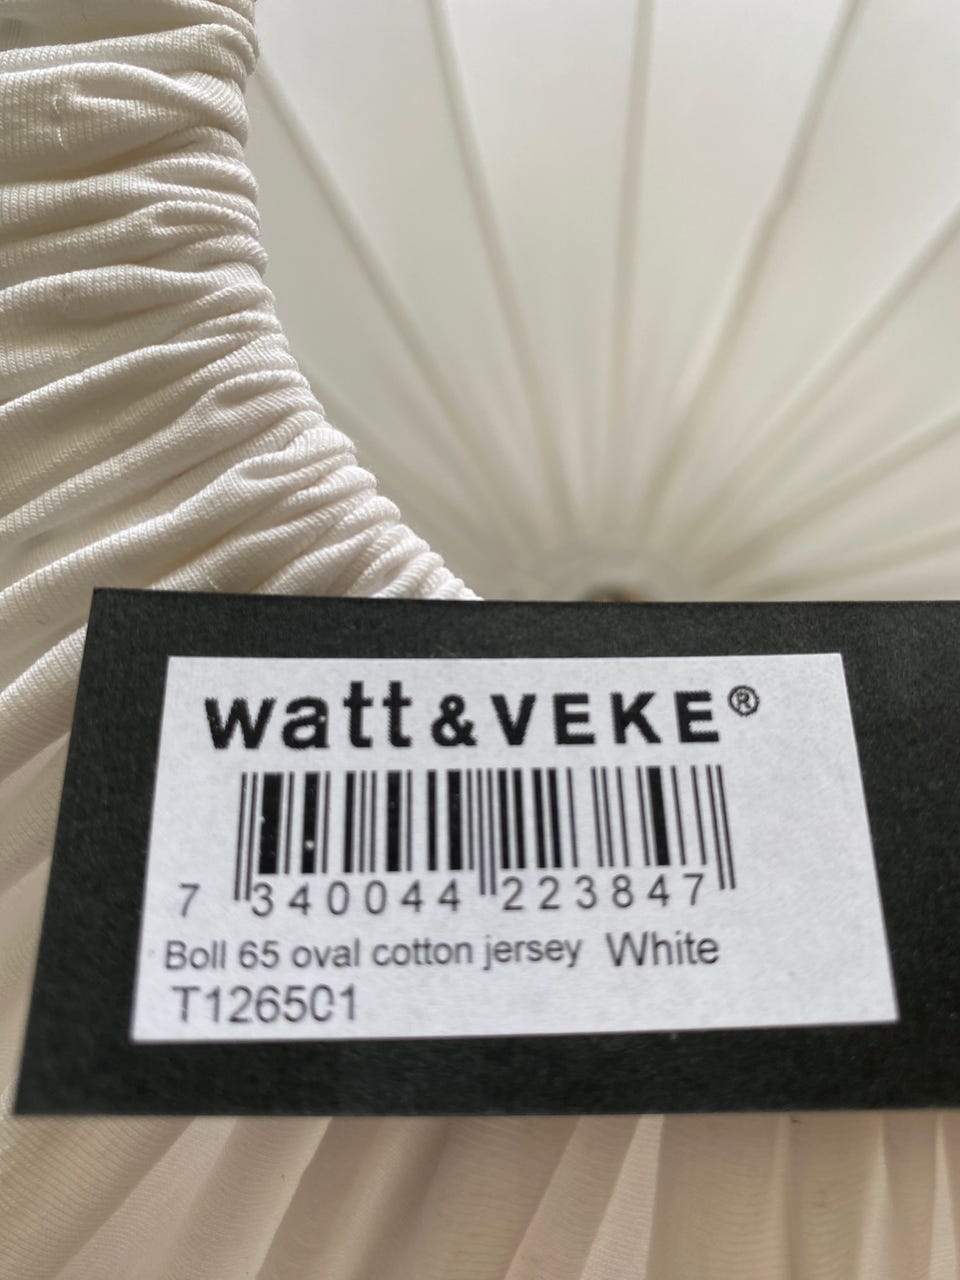 watt&VEKE®
7 340044 223847
Boll 65 oval cotton jersey White
T126501